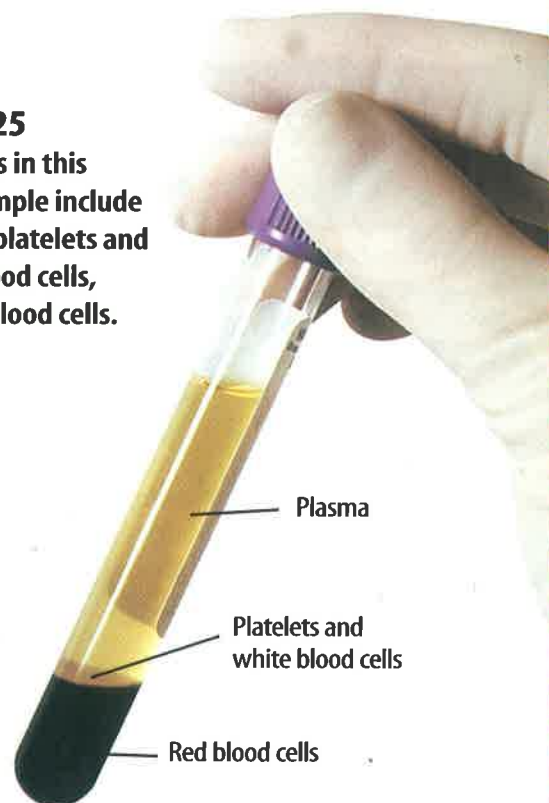 25
s in this
mple include
platelets and
od cells,
lood cells.
Plasma
Platelets and
white blood cells
Red blood cells